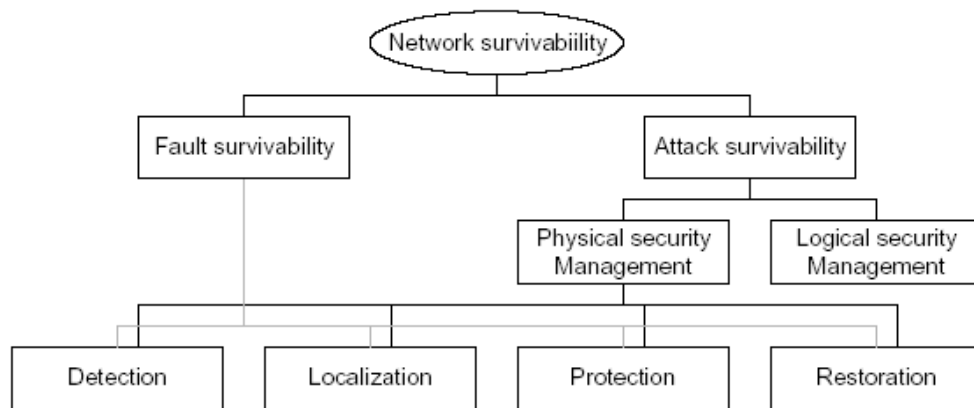 Network survivabiility
Fault survivability
Attack survivability
Physical security
Management
Logical security
Management
Detection
Localization
Protection
Restoration